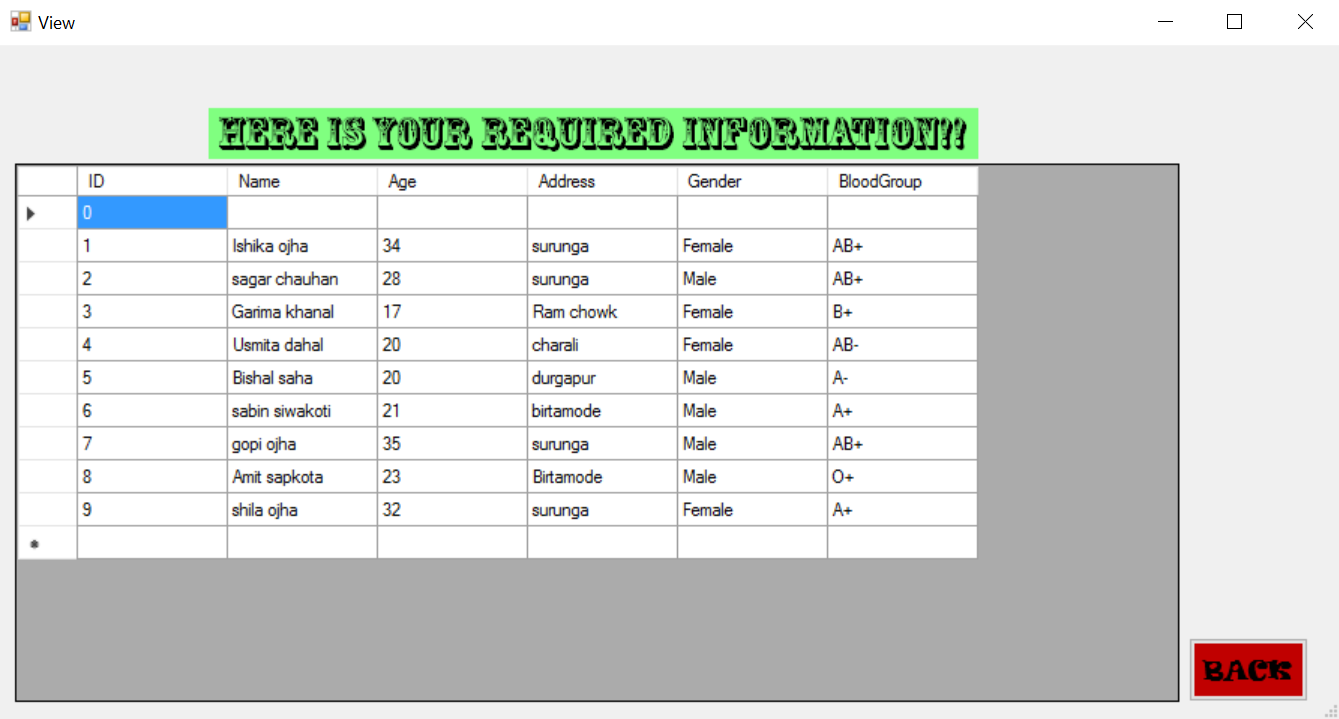 View
HERE IS YOUR REQUIRED INFORMATION??
ID Name Age Address Gender BloodGroup
0
1 Ishika ojha 34 surunga Female AB+
2 sagar chauhan 28 surunga Male AB+
3 Garima khanal 17 Ram chowk Female B+
4 Usmita dahal 20 charali Female AB-
5 Bishal saha 20 durgapur Male A-
6 sabin siwakoti 21 birtamode Male A+
7 gopi ojha 35 surunga Male AB+
8 Amit sapkota 23 Birtamode Male O+
9 shila ojha 32 surunga Female A+
BACK